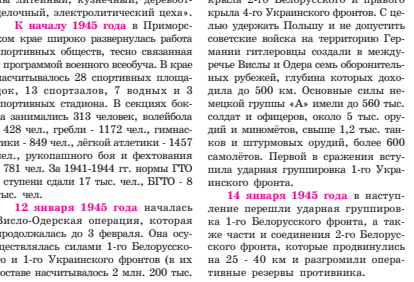 ны литейный, кузнечный, деревоот-
делочный, электролитический цеха».
К началу 1945 года в Приморс-
ком крае широко развернулась работа
спортивных обществ, тесно связанная
с программой военного всеобуча. В крае
насчитывалось 28 спортивных площа-
док, 13 спортзалов, 7 водных и 3
спортивных стадиона. В секциях бок-
са занимались 313 человек, волейбола
428 чел., гребли - 1172 чел., гимнас-
тики - 849 чел., лёгкой атлетики - 1457
чел., рукопашного боя и фехтования
781 чел. За 1941-1944 гг. нормы ГТО
ступени сдали 17 тыс. чел., БГТО - 8
тыс. чел.
12 января 1945 года началась
Висло-Одерская операция, которая
продолжалась до 3 февраля. Она осу-
ществлялась силами 1-го Белорусско-
го и 1-го Украинского фронтов (в их
составе насчитывалось 2 млн. 200 тыс.
крыла 2-го Белорусского и правого
крыла 4-го Украинского фронтов. С це-
лью удержать Польшу и не допустить
советские войска на территорию Гер-
мании гитлеровцы создали в между-
речье Вислы и Одера семь оборонитель-
ных рубежей, глубина которых дохо-
дила до 500 км. Основные силы не-
мецкой группы «А» имели до 560 тыс.
солдат и офицеров, около 5 тыс. ору-
дий и миномётов, свыше 1,2 тыс. тан-
ков и штурмовых орудий, более 600
самолётов. Первой в сражения всту-
пила ударная группировка 1-го Укра-
инского фронта.
14 января 1945 года в наступ-
ление перешли ударная группиров-
ка 1-го Белорусского фронта, а так-
же части и соединения 2-го Белорус-
ского фронта, которые продвинулись
на 25 - 40 км и разгромили опера-
тивные резервы противника.